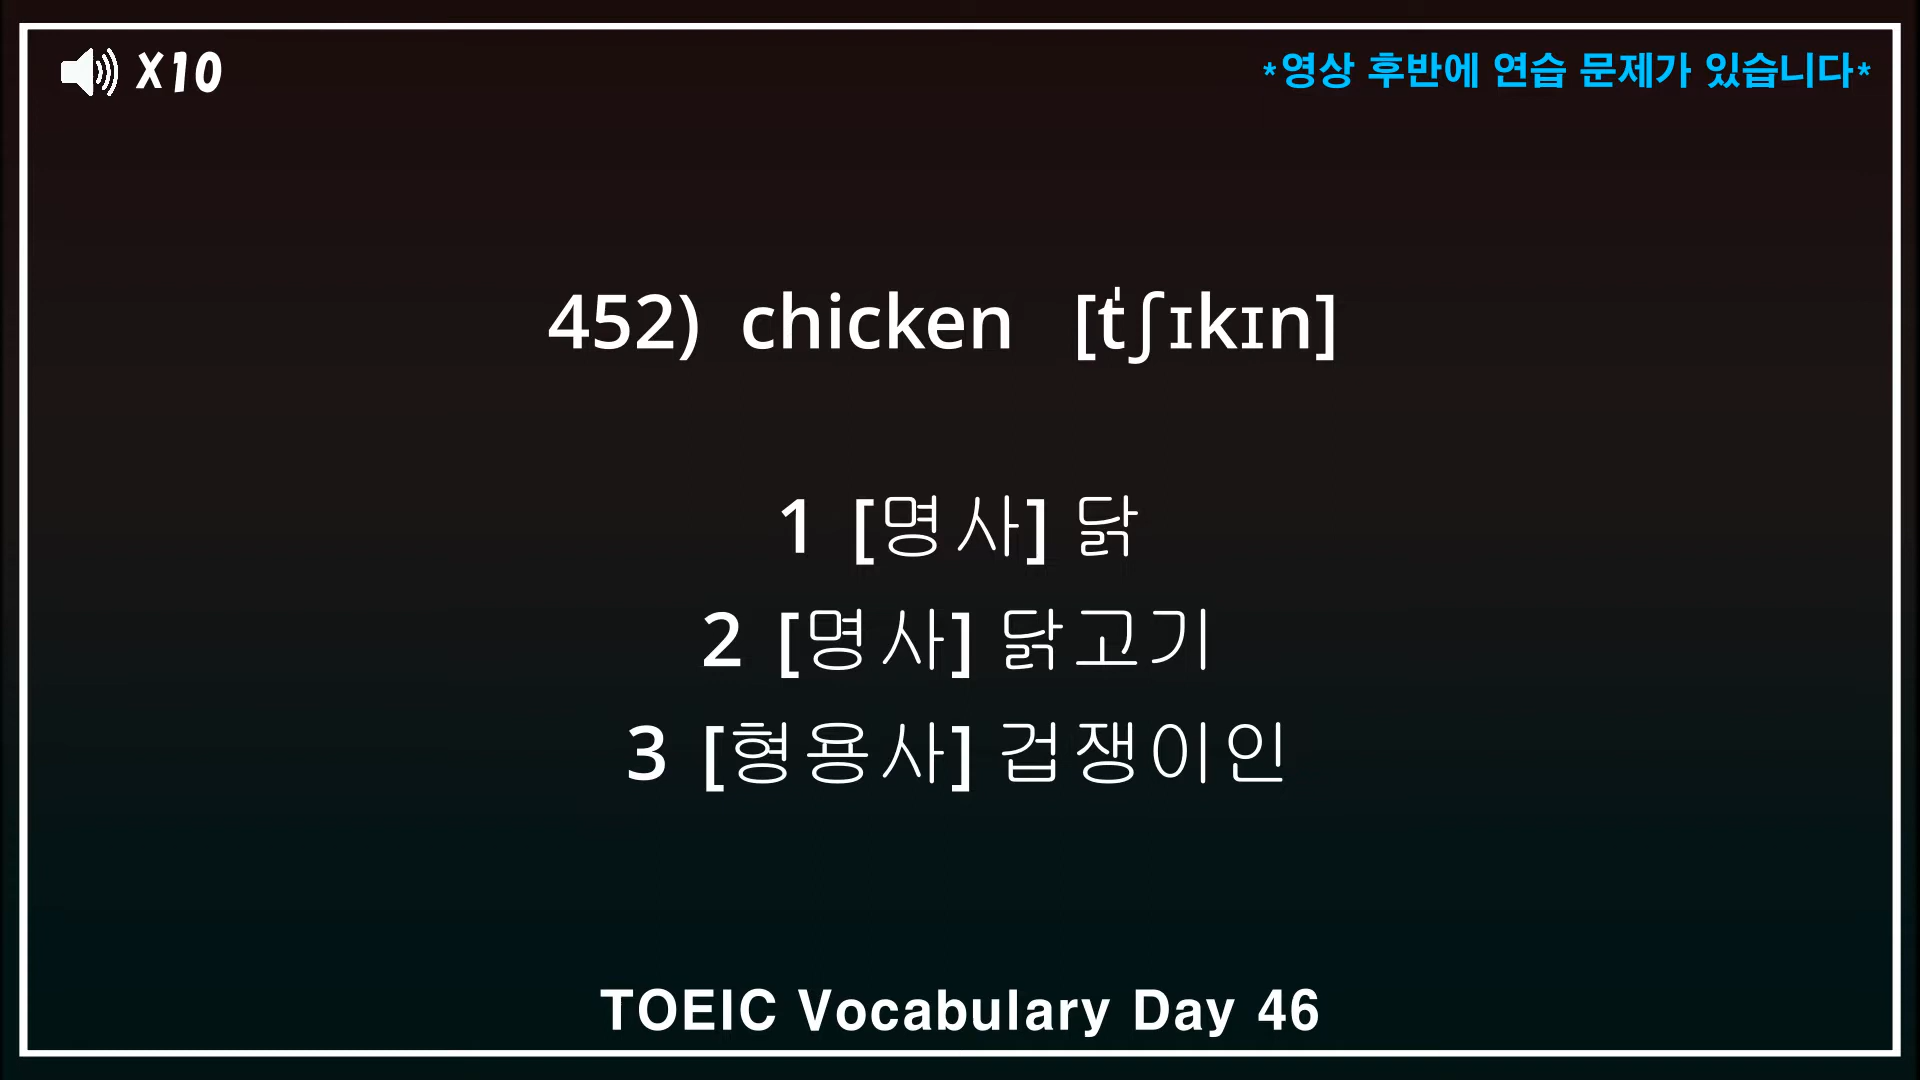 X10
*영상 후반에 연습 문제가 있습니다*
452) chicken [t̍ʃɪkɪn]
1 [명사] 닭
2 [명사] 닭고기
3 [형용사] 겁쟁이인
TOEIC Vocabulary Day 46